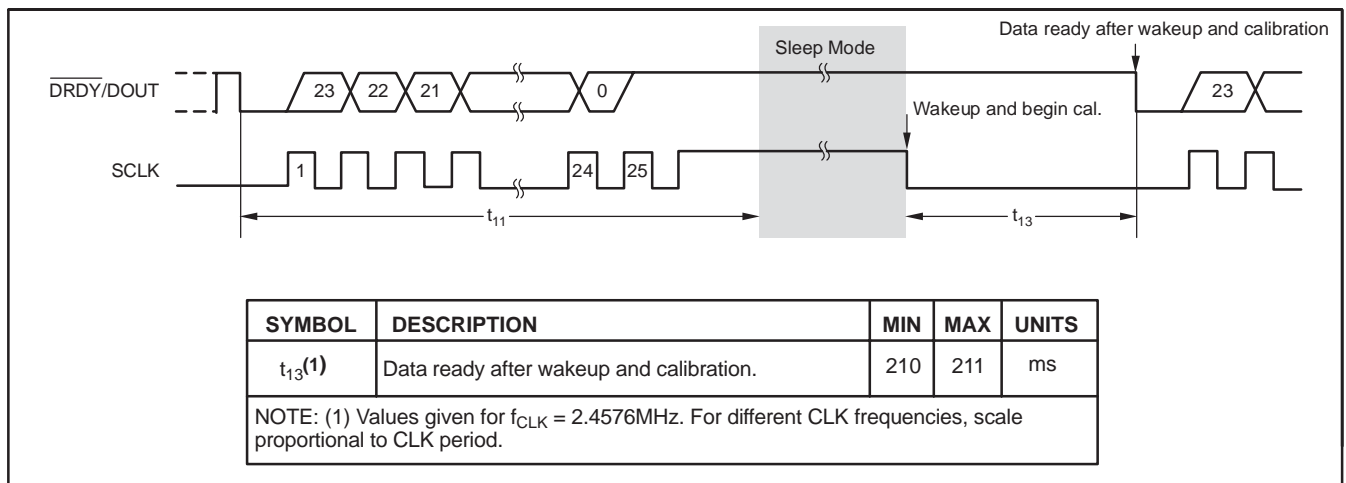 Data ready after wakeup and calibration
Sleep Mode
DRDY/DOUT
23 22 21 0 23
Wakeup and begin cal.
SCLK
1 24 25
t11 t13
SYMBOL DESCRIPTION MIN MAX UNITS
t13(1) Data ready after wakeup and calibration. 210 211 ms
NOTE: (1) Values given for fCLK = 2.4576MHz. For different CLK frequencies, scale
proportional to CLK period.